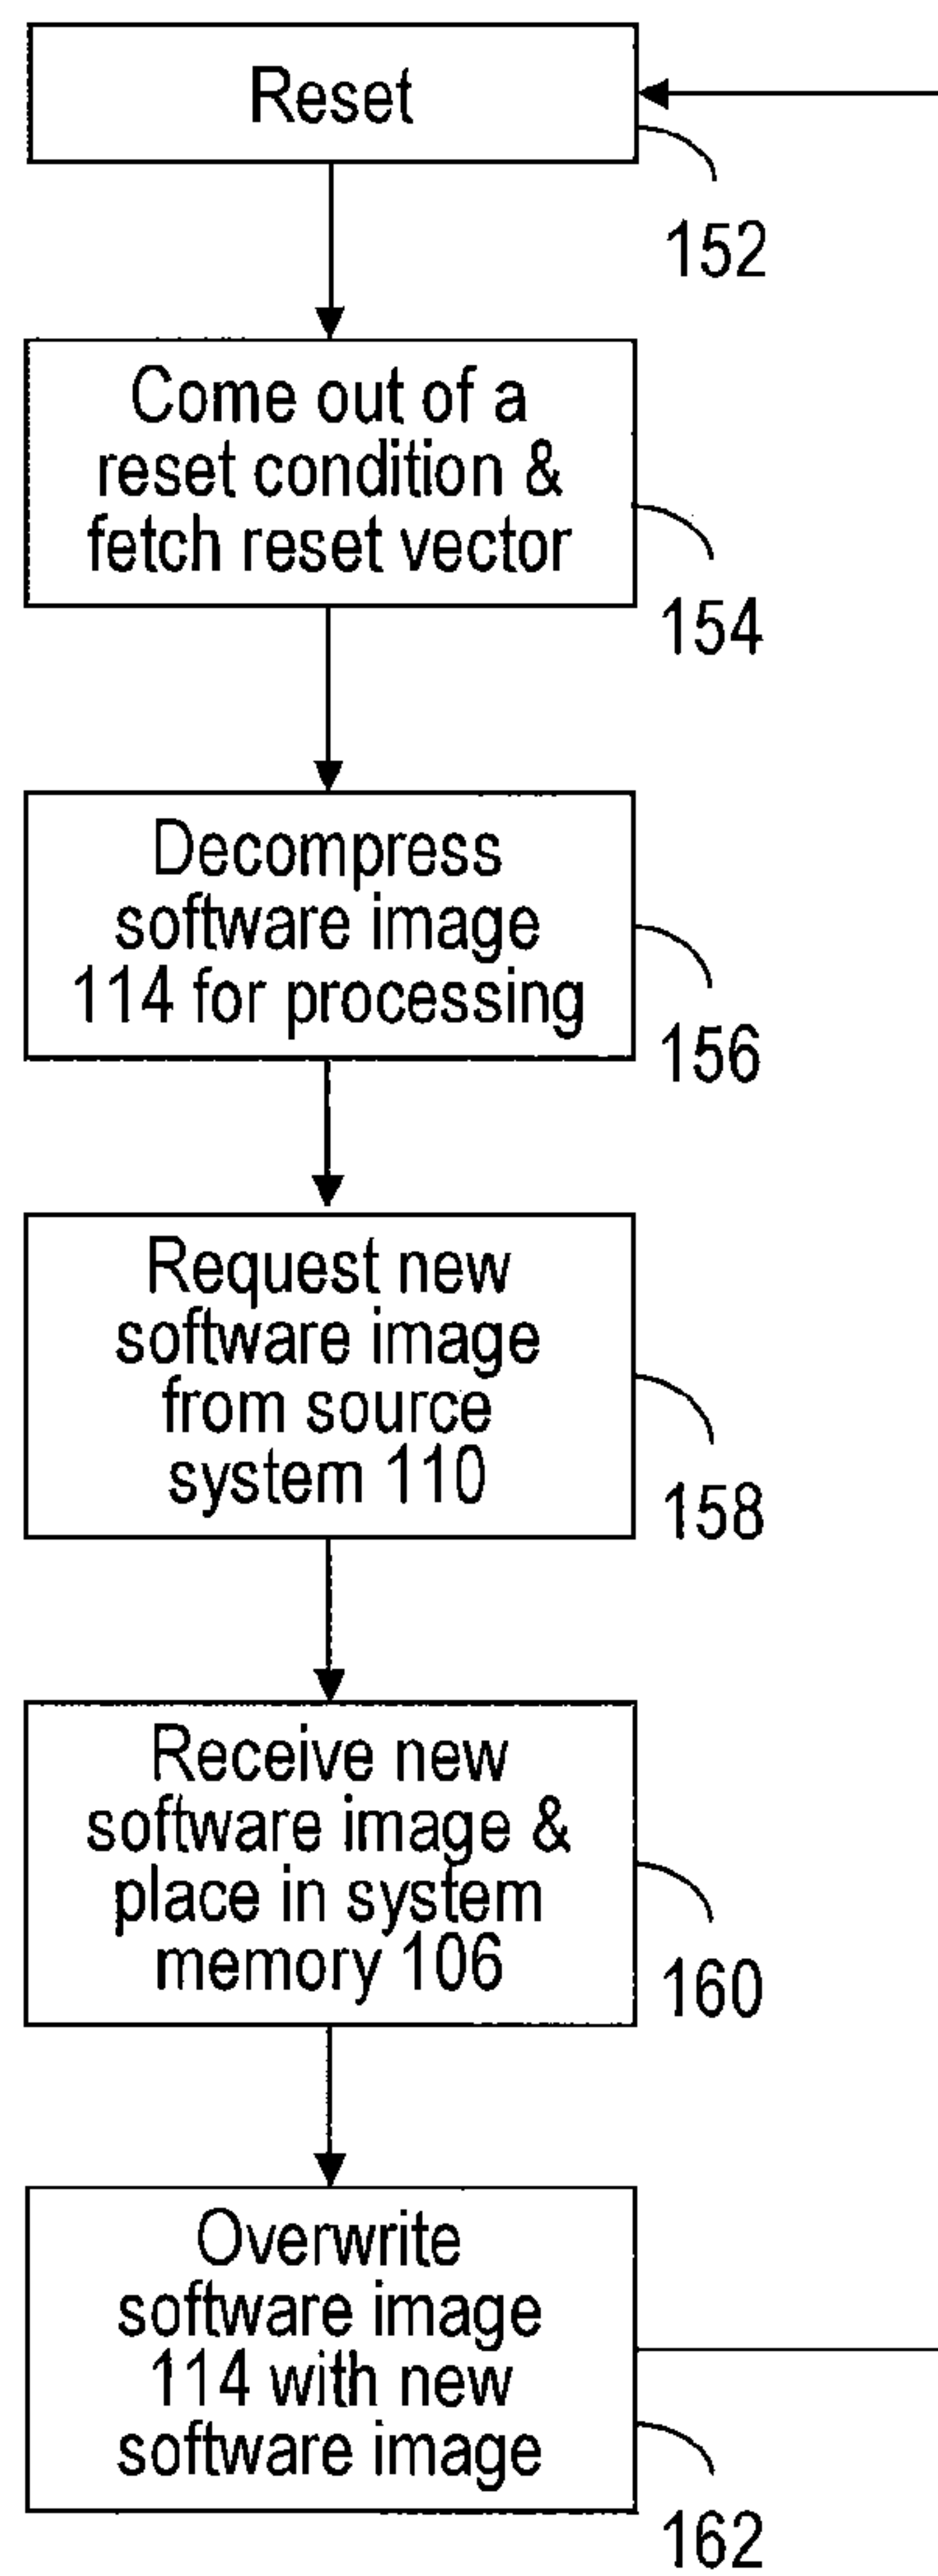 Reset
152
Come out of a
reset condition &
fetch reset vector
154
Decompress
software image
114 for processing
156
Request new
software image
from source
system 110
158
Receive new
software image &
place in system
memory 106
160
Overwrite
software image
114 with new
software image
162